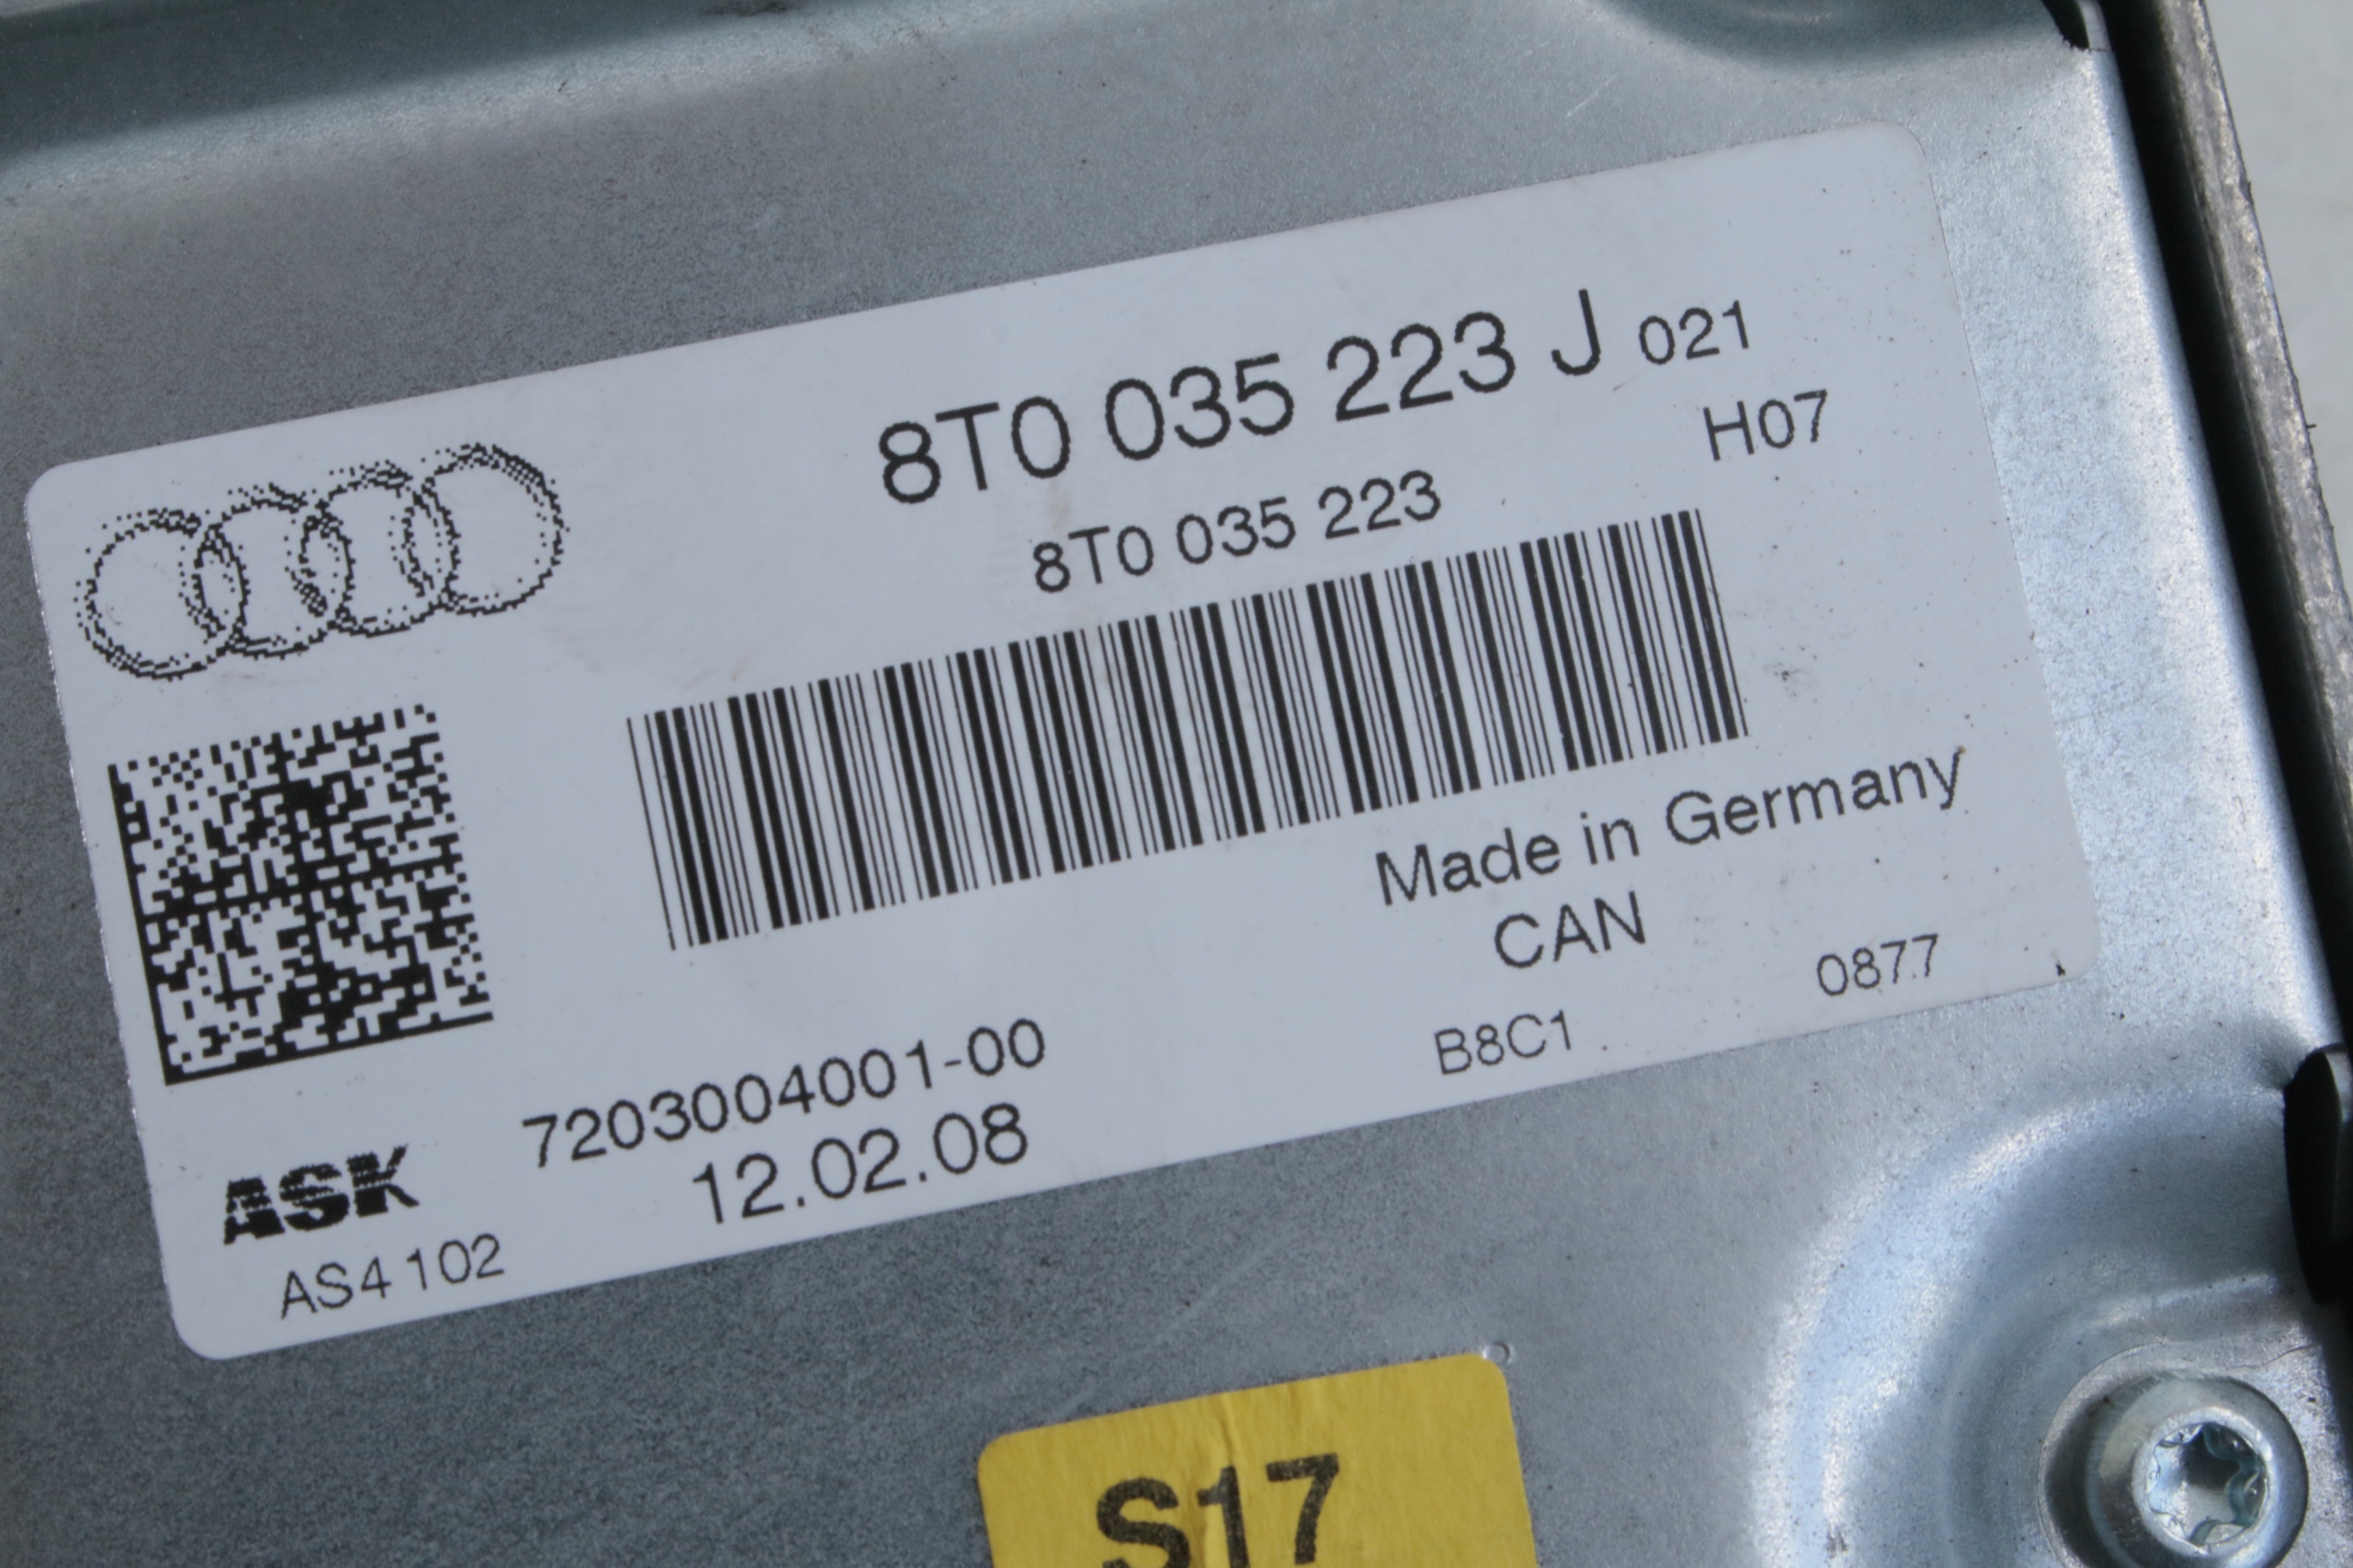 8T0 035 223 J 021
H07
8T0 035 223
Made in Germany
CAN
7203004001-00
B8C1
0877
12.02.08
ASK
AS4 102
S17